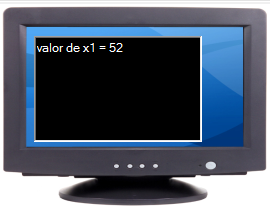 valor de x1 = 52